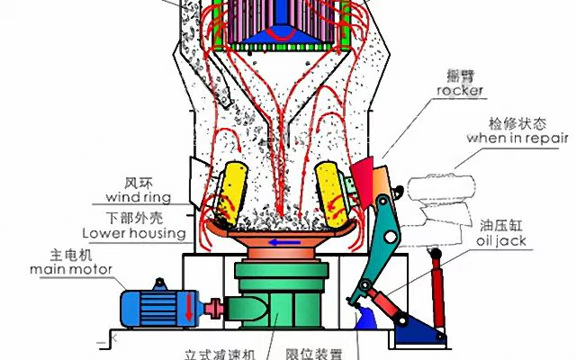 摇臂
rocker
检修状态
when in repair
风环
wind ring
下部外壳
Lower housing
油压缸
oil jack
主电机
main motor
立式减速机
限位装置